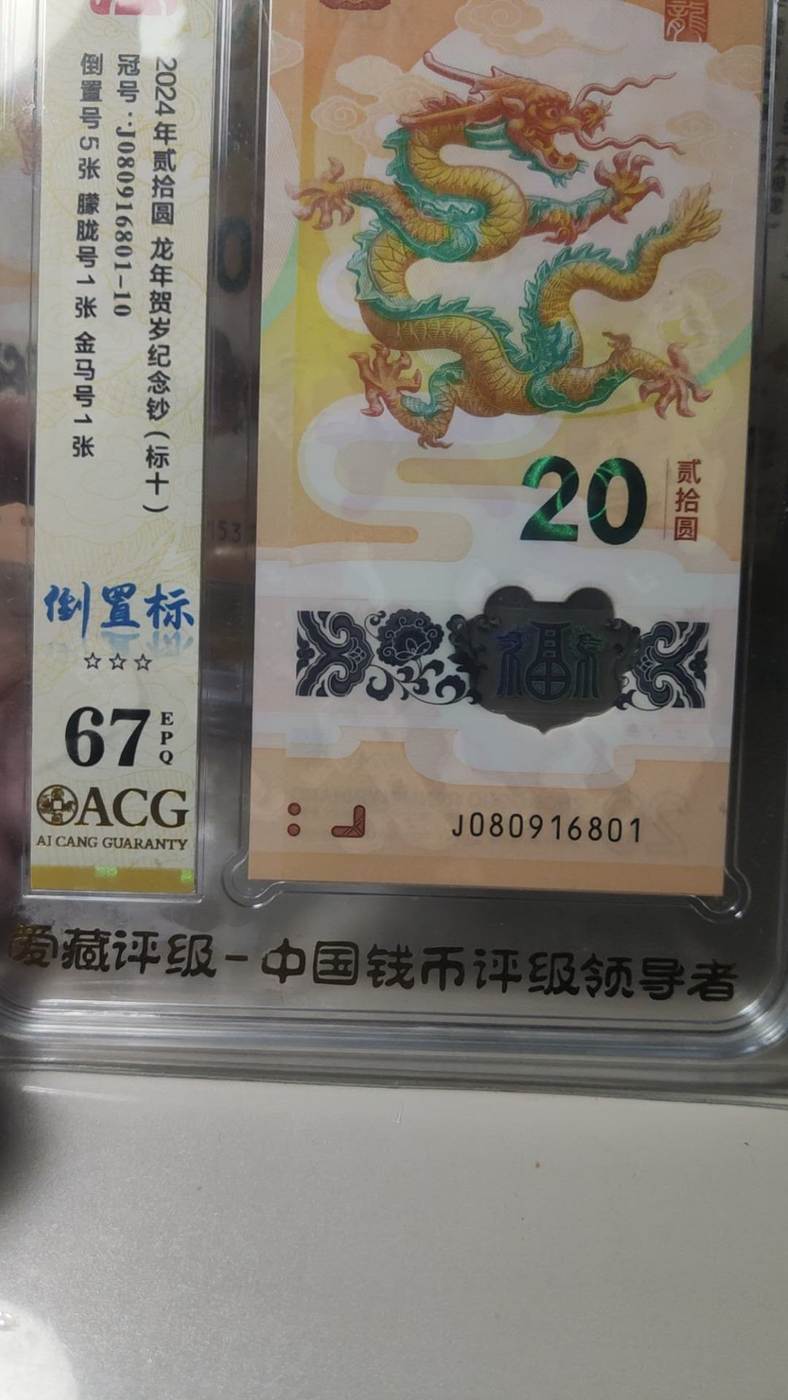 2024年贰拾圆 龙年贺岁纪念钞(标十)
冠号:J080916801-10
倒置号5张 朦胧号1张 金马号1张
倒置标
☆☆☆
67
EPQ
ACG
AI CANG GUARANTY
龍
20
贰拾圆
福
J080916801
0
153
爱藏评级-中国钱币评级领导者